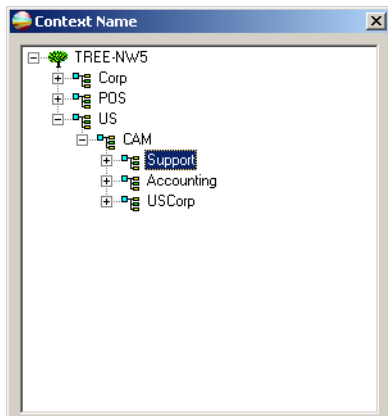 Context Name
TREE-NW5
Corp
POS
US
CAM
Support
Accounting
USCorp